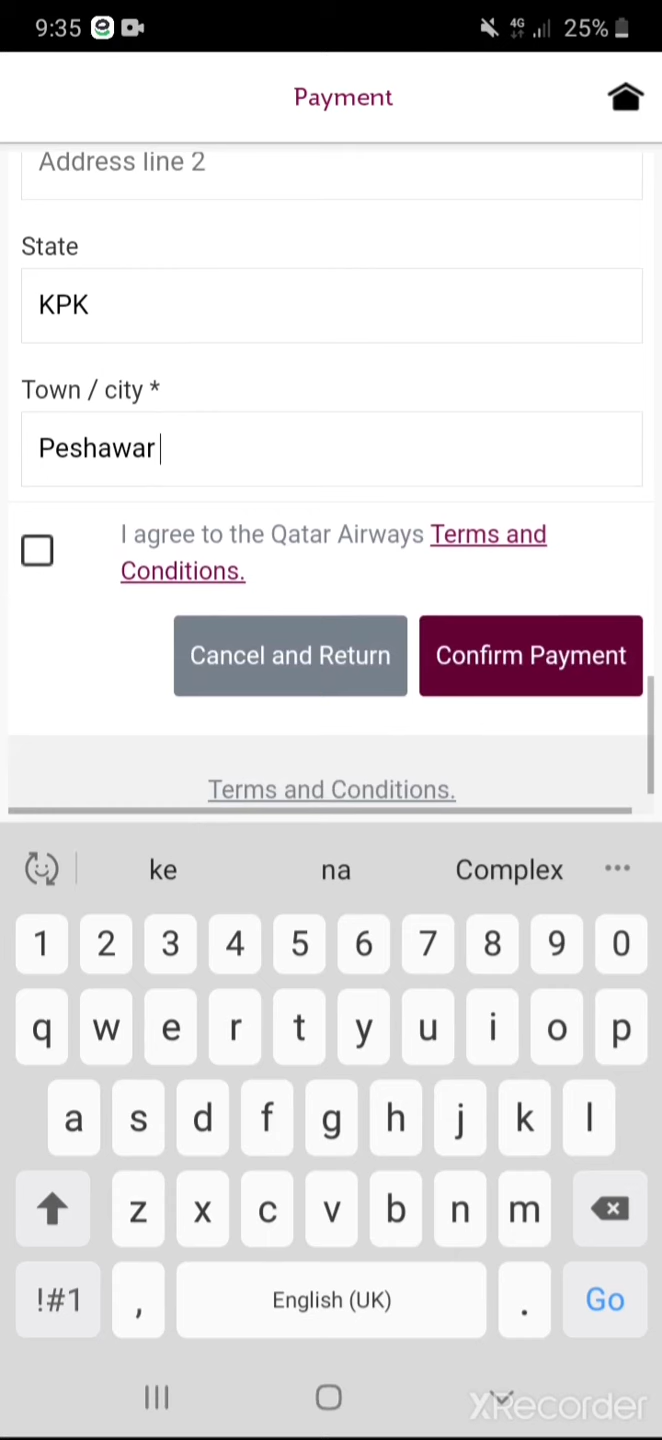 9:35
4G
25%
Payment
Address line 2
State
KPK
Town / city *
Peshawar
I agree to the Qatar Airways Terms and
Conditions.
Cancel and Return
Confirm Payment
Terms and Conditions.
ke
na
Complex
1 2 3 4 5 6 7 8 9 0
q w e r t y u i o p
a s d f g h j k l
z x c v b n m
!#1 , English (UK) . Go
XRecorder